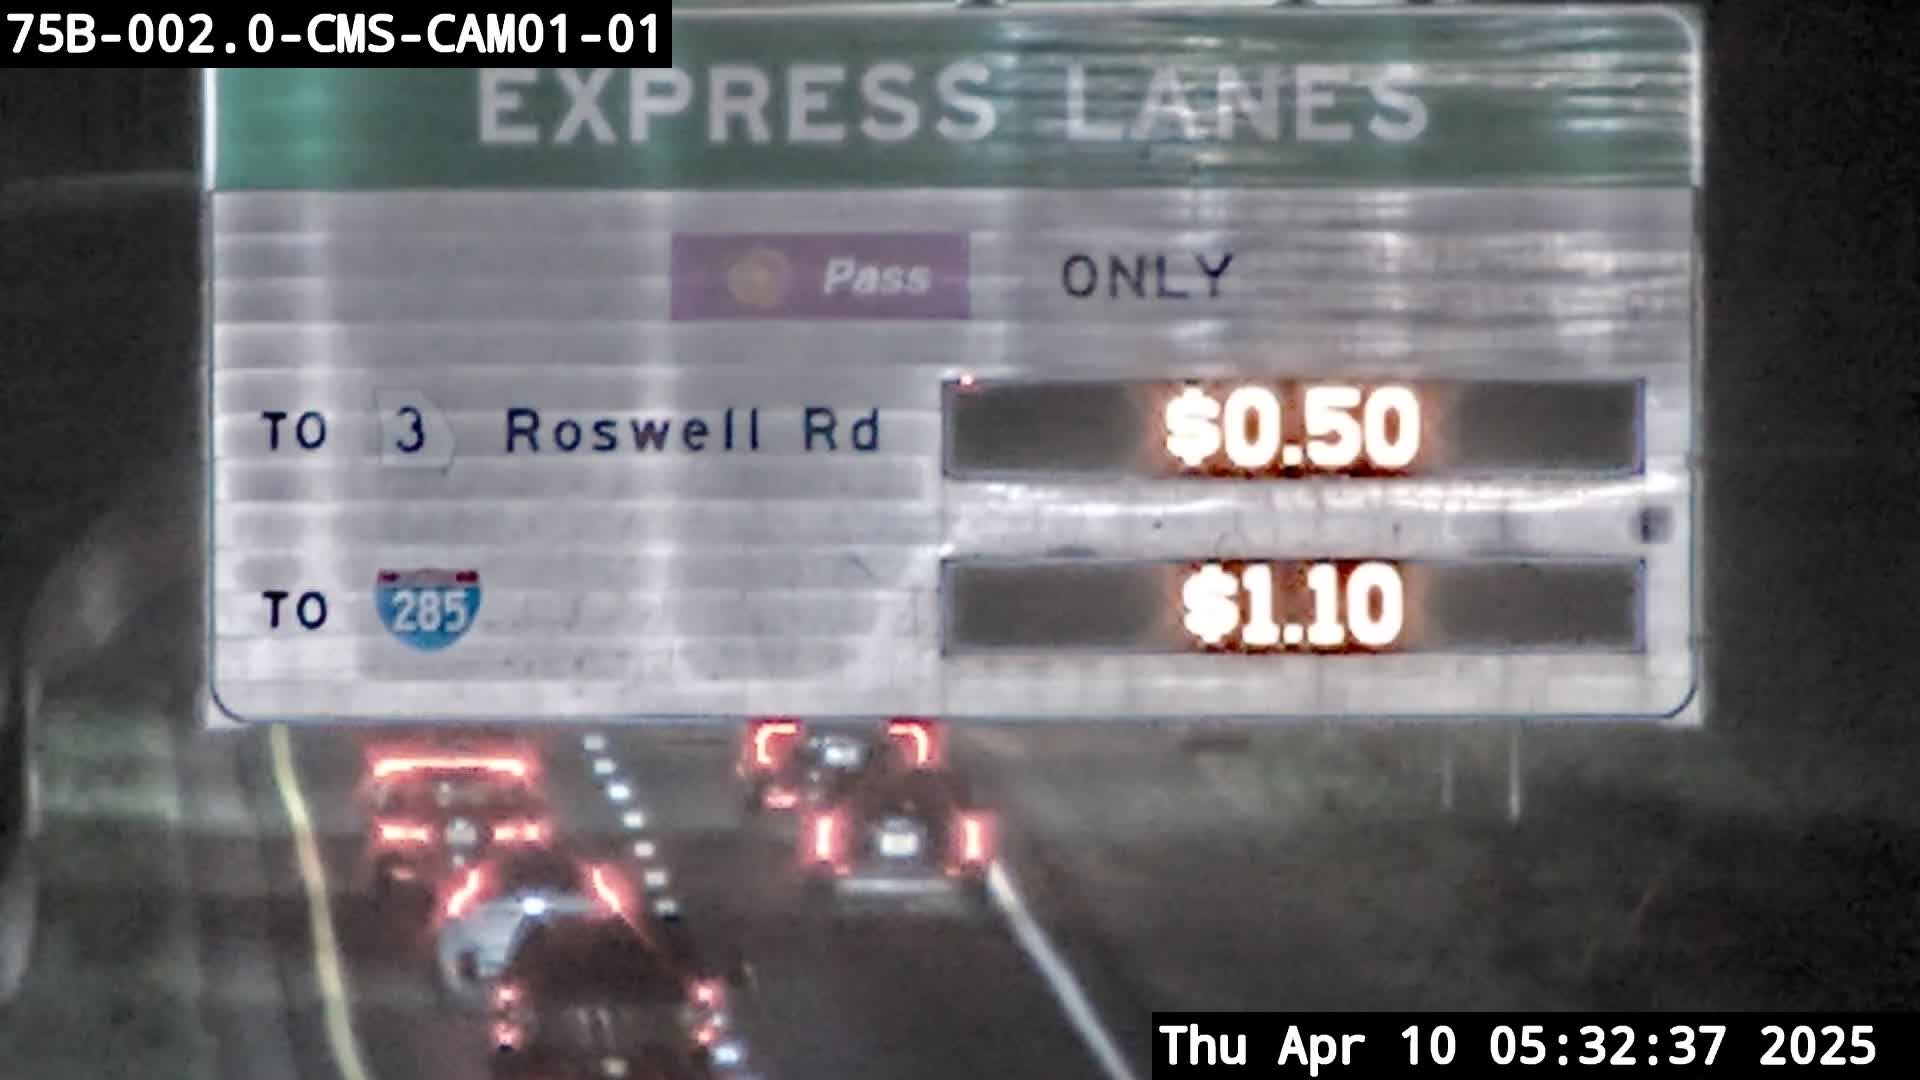 75B-002.0-CMS-CAM01-01
EXPRESS LANES
Pass ONLY
TO 3 Roswell Rd $0.50
TO 285 $1.10
Thu Apr 10 05:32:37 2025